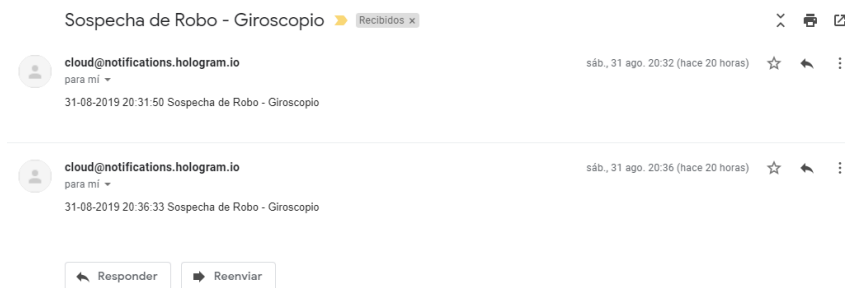 Sospecha de Robo - Giroscopio Recibidos x
cloud@notifications.hologram.io sáb., 31 ago. 20:32 (hace 20 horas)
para mí
31-08-2019 20:31:50 Sospecha de Robo - Giroscopio
cloud@notifications.hologram.io sáb., 31 ago. 20:36 (hace 20 horas)
para mí
31-08-2019 20:36:33 Sospecha de Robo - Giroscopio
Responder Reenviar